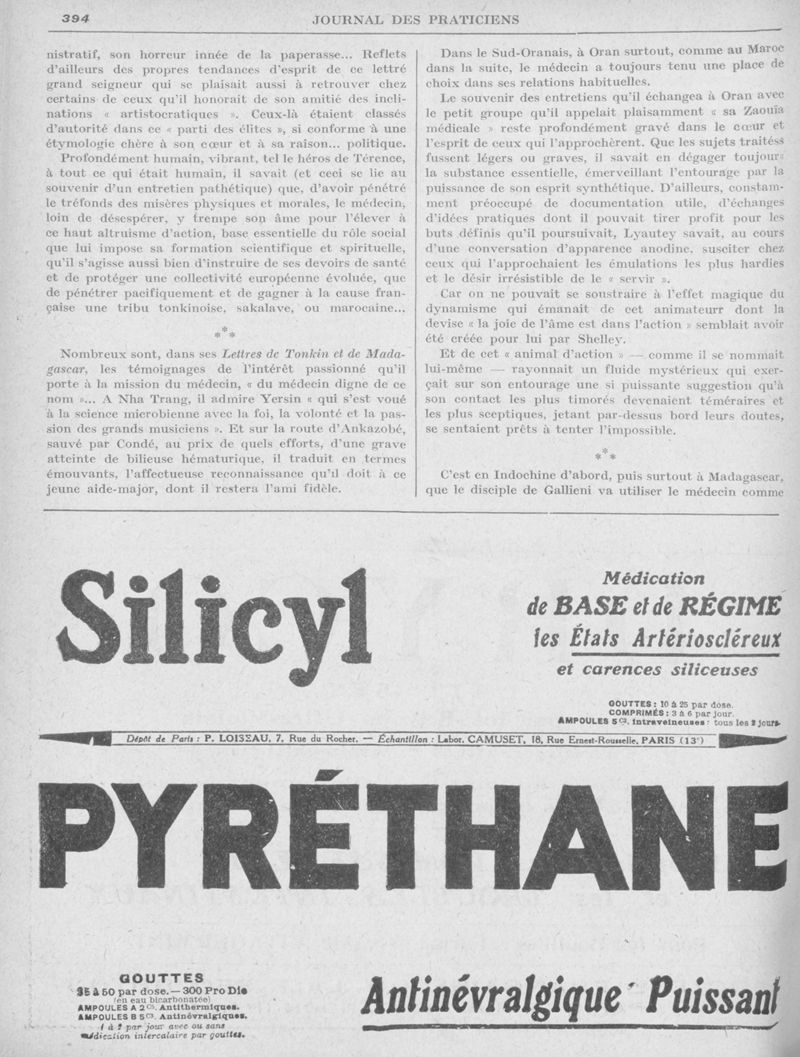 394
JOURNAL DES PRATICIENS
nistratif, son horreur innée de la paperasse... Reflets
d'ailleurs des propres tendances d'esprit de ce lettré
grand seigneur qui se plaisait aussi à retrouver chez
certains de ceux qu'il honorait de son amitié des incli-
nations « artistocratiques ». Ceux-là étaient classés
d'autorité dans ce « parti des élites », si conforme à une
étymologie chère à son cœur et à sa raison... politique.
Profondément humain, vibrant, tel le héros de Térence,
à tout ce qui était humain, il savait (et ceci se lie au
souvenir d'un entretien pathétique) que, d'avoir pénétré
le tréfonds des misères physiques et morales, le médecin,
loin de désespérer, y trempe son âme pour l'élever à
ce haut altruisme d'action, base essentielle du rôle social
que lui impose sa formation scientifique et spirituelle,
qu'il s'agisse aussi bien d'instruire de ses devoirs de santé
et de protéger une collectivité européenne évoluée, que
de pénétrer pacifiquement et de gagner à la cause fran-
çaise une tribu tonkinoise, sakalave, ou marocaine...
***
Nombreux sont, dans ses Lettres de Tonkin et de Mada-
gascar, les témoignages de l'intérêt passionné qu'il
porte à la mission du médecin, « du médecin digne de ce
nom »... A Nha Trang, il admire Yersin « qui s'est voué
à la science microbienne avec la foi, la volonté et la pas-
sion des grands musiciens ». Et sur la route d'Ankazobé,
sauvé par Condé, au prix de quels efforts, d'une grave
atteinte de bilieuse hématurique, il traduit en termes
émouvants, l'affectueuse reconnaissance qu'il doit à ce
jeune aide-major, dont il restera l'ami fidèle.
Dans le Sud-Oranais, à Oran surtout, comme au Maroc
dans la suite, le médecin a toujours tenu une place de
choix dans ses relations habituelles.
Le souvenir des entretiens qu'il échangea à Oran avec
le petit groupe qu'il appelait plaisamment « sa Zaouïa
médicale » reste profondément gravé dans le cœur et
l'esprit de ceux qui l'approchèrent. Que les sujets traitéss
fussent légers ou graves, il savait en dégager toujours
la substance essentielle, émerveillant l'entourage par la
puissance de son esprit synthétique. D'ailleurs, constam-
ment préoccupé de documentation utile, d'échanges
d'idées pratiques dont il pouvait tirer profit pour les
buts définis qu'il poursuivait, Lyautey savait, au cours
d'une conversation d'apparence anodine, susciter chez
ceux qui l'approchaient les émulations les plus hardies
et le désir irrésistible de le « servir ».
Car on ne pouvait se soustraire à l'effet magique du
dynamisme qui émanait de cet animateurr dont la
devise « la joie de l'âme est dans l'action » semblait avoir
été créée pour lui par Shelley.
Et de cet « animal d'action » — comme il se nommait
lui-même — rayonnait un fluide mystérieux qui exer-
çait sur son entourage une si puissante suggestion qu'à
son contact les plus timorés devenaient téméraires et
les plus sceptiques, jetant par-dessus bord leurs doutes,
se sentaient prêts à tenter l'impossible.
***
C'est en Indochine d'abord, puis surtout à Madagascar,
que le disciple de Gallieni va utiliser le médecin comme
Silicyl
Médication
de BASE et de RÉGIME
les États Artérioscléreux
et carences siliceuses
GOUTTES : 10 à 25 par dose.
COMPRIMÉS : 3 à 6 par jour.
AMPOULES 5 cc. intraveineuses : tous les 2 jours.
Dépôt de Paris : P. LOISEAU, 7, Rue du Rocher. — Échantillon : Labor. CAMUSET, 18, Rue Ernest-Rousselle, PARIS (13e)
PYRÉTHANE
GOUTTES
25 à 50 par dose. — 300 Pro Die
(en eau bicarbonatée)
AMPOULES A 2 cc. Antithermiques.
AMPOULES B 5 cc. Antinévralgiques.
1 à 2 par jour avec ou sans
médication intercalaire par gouttes.
Antinévralgique Puissant